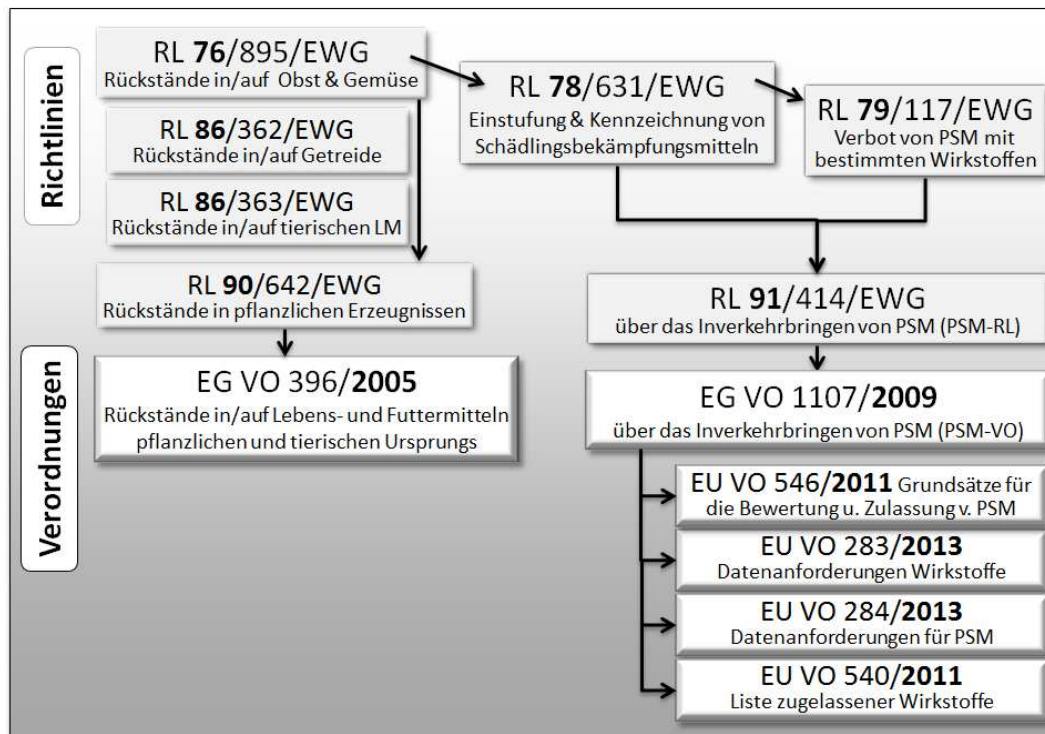 Richtlinien
RL 76/895/EWG
Rückstände in/auf Obst & Gemüse
RL 86/362/EWG
Rückstände in/auf Getreide
RL 86/363/EWG
Rückstände in/auf tierischen LM
RL 90/642/EWG
Rückstände in pflanzlichen Erzeugnissen
RL 78/631/EWG
Einstufung & Kennzeichnung von
Schädlingsbekämpfungsmitteln
RL 79/117/EWG
Verbot von PSM mit
bestimmten Wirkstoffen
RL 91/414/EWG
über das Inverkehrbringen von PSM (PSM-RL)
Verordnungen
EG VO 396/2005
Rückstände in/auf Lebens- und Futtermitteln
pflanzlichen und tierischen Ursprungs
EG VO 1107/2009
über das Inverkehrbringen von PSM (PSM-VO)
EU VO 546/2011 Grundsätze für
die Bewertung u. Zulassung v. PSM
EU VO 283/2013
Datenanforderungen Wirkstoffe
EU VO 284/2013
Datenanforderungen für PSM
EU VO 540/2011
Liste zugelassener Wirkstoffe